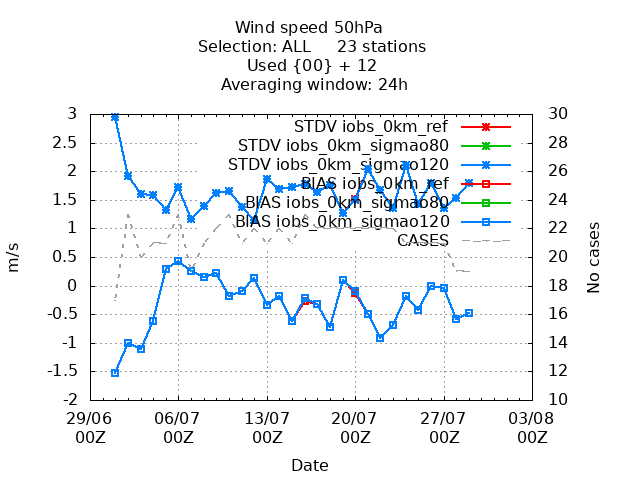 Wind speed 50hPa
Selection: ALL 23 stations
Used {00} + 12
Averaging window: 24h
3 30
2.5 28
2 26
1.5 24
1 22
0.5 20
0 18
-0.5 16
-1 14
-1.5 12
-2 10
STDV iobs_0km_ref
STDV iobs_0km_sigmao80
STDV iobs_0km_sigmao120
BIAS iobs_0km_ref
BIAS iobs_0km_sigmao80
BIAS iobs_0km_sigmao120
CASES
m/s
No cases
29/06 06/07 13/07 20/07 27/07 03/08
00Z 00Z 00Z 00Z 00Z 00Z
Date